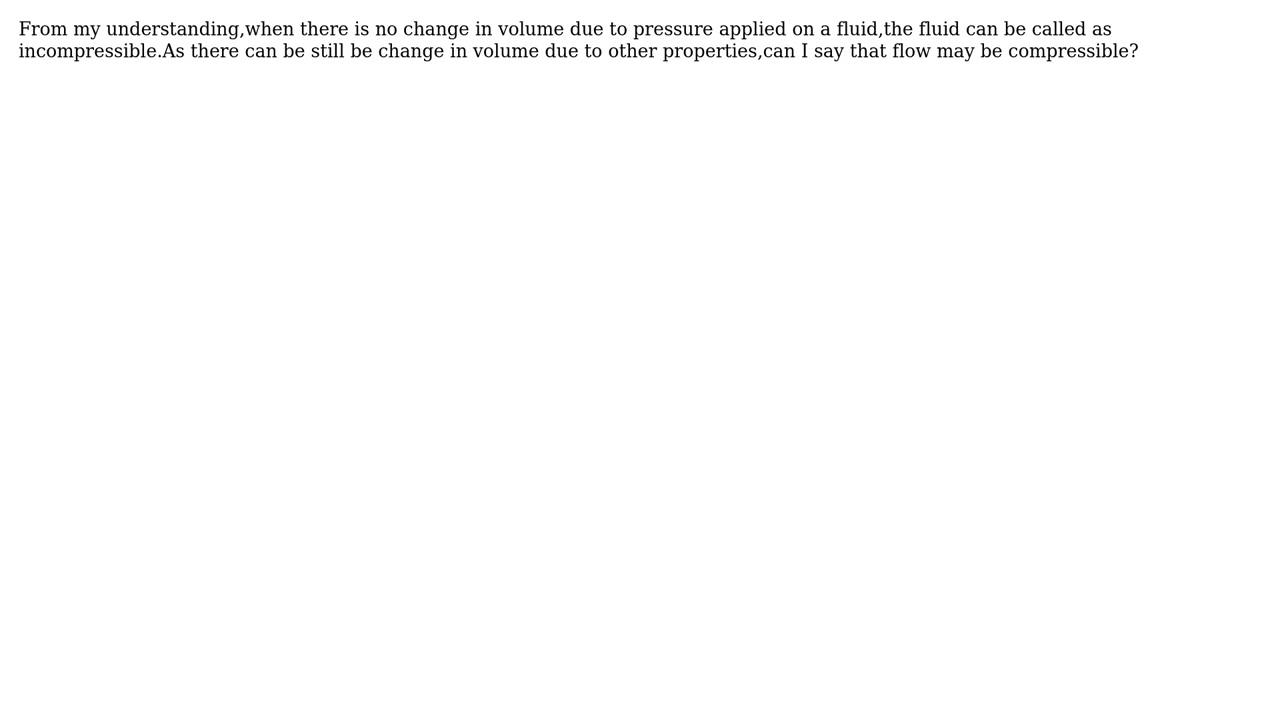 From my understanding,when there is no change in volume due to pressure applied on a fluid,the fluid can be called as
incompressible.As there can be still be change in volume due to other properties,can I say that flow may be compressible?